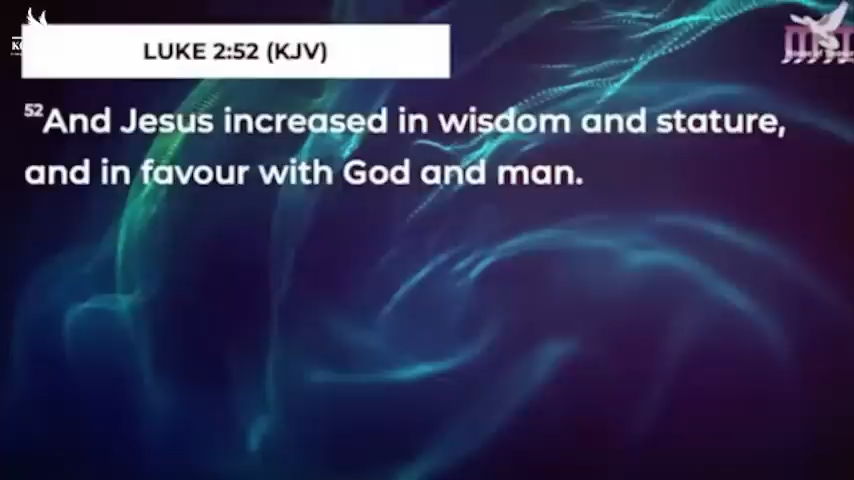 LUKE 2:52 (KJV)
52And Jesus increased in wisdom and stature,
and in favour with God and man.